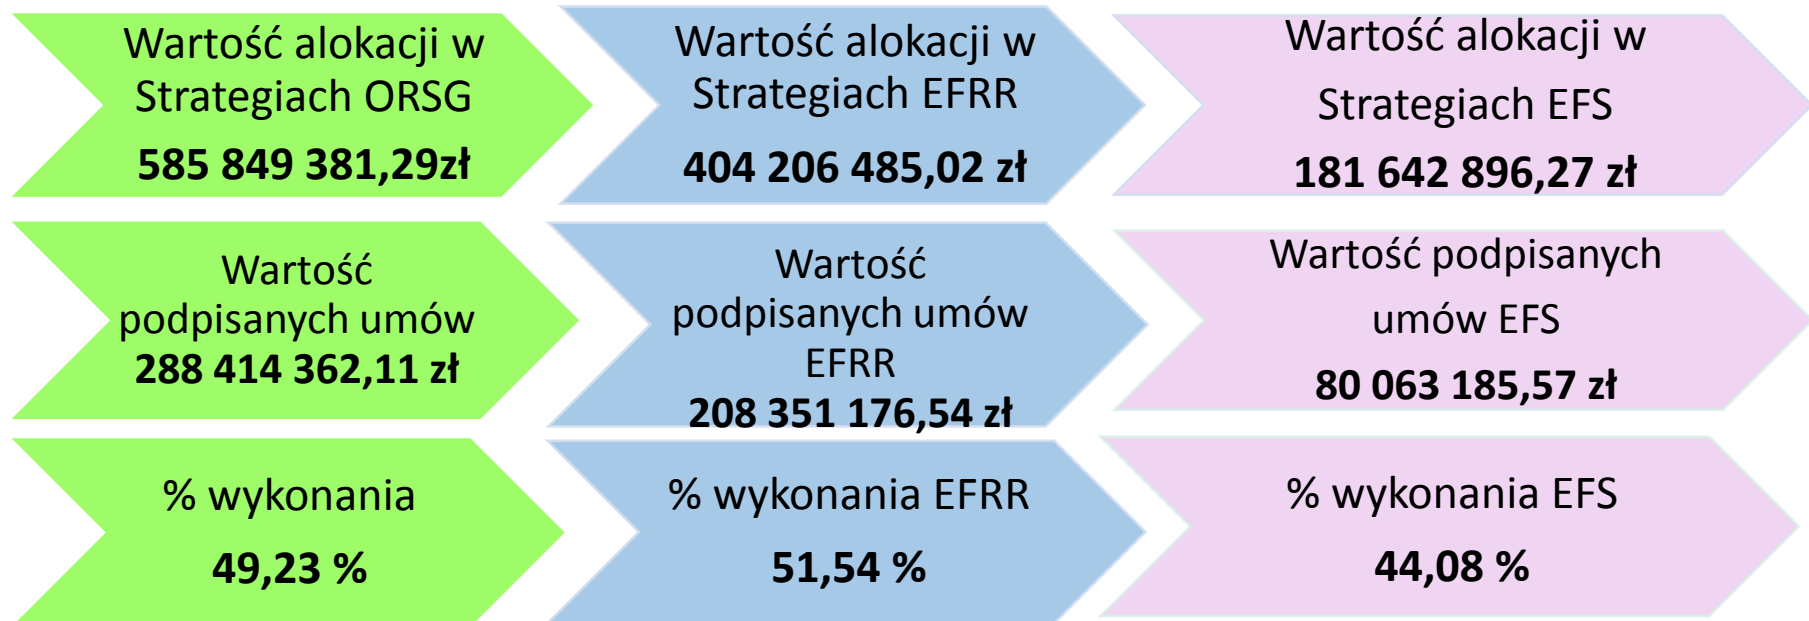 Wartość alokacji w
Strategiach ORSG
585 849 381,29zł
Wartość alokacji w
Strategiach EFRR
404 206 485,02 zł
Wartość alokacji w
Strategiach EFS
181 642 896,27 zł
Wartość
podpisanych umów
288 414 362,11 zł
Wartość
podpisanych umów
EFRR
208 351 176,54 zł
Wartość podpisanych
umów EFS
80 063 185,57 zł
% wykonania
49,23 %
% wykonania EFRR
51,54 %
% wykonania EFS
44,08 %